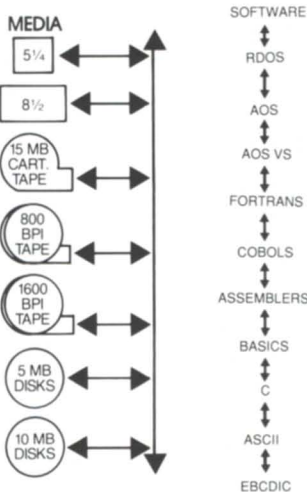 MEDIA
5¼
8½
15 MB
CART.
TAPE
800
BPI
TAPE
1600
BPI
TAPE
5 MB
DISKS
10 MB
DISKS
SOFTWARE
RDOS
AOS
AOS VS
FORTRANS
COBOLS
ASSEMBLERS
BASICS
C
ASCII
EBCDIC